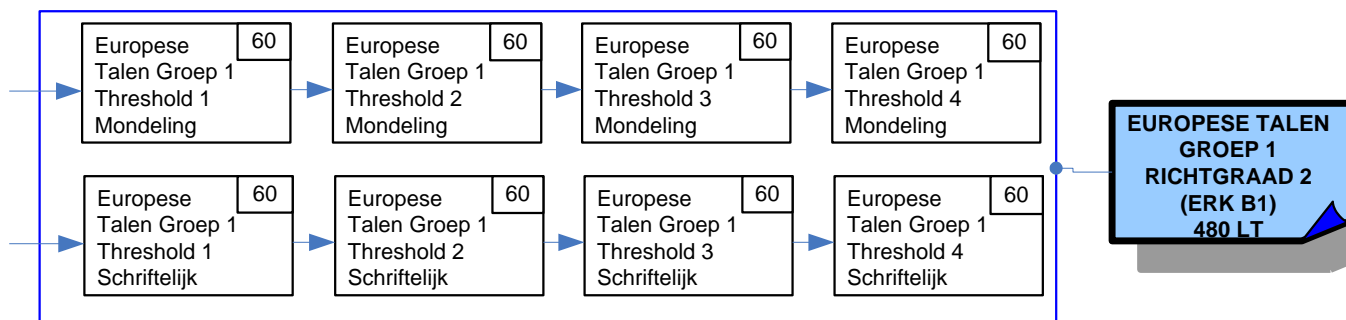 Europese
Talen Groep 1
Threshold 1
Mondeling
60
Europese
Talen Groep 1
Threshold 2
Mondeling
60
Europese
Talen Groep 1
Threshold 3
Mondeling
60
Europese
Talen Groep 1
Threshold 4
Mondeling
60
Europese
Talen Groep 1
Threshold 1
Schriftelijk
60
Europese
Talen Groep 1
Threshold 2
Schriftelijk
60
Europese
Talen Groep 1
Threshold 3
Schriftelijk
60
Europese
Talen Groep 1
Threshold 4
Schriftelijk
60
EUROPESE TALEN
GROEP 1
RICHTGRAAD 2
(ERK B1)
480 LT